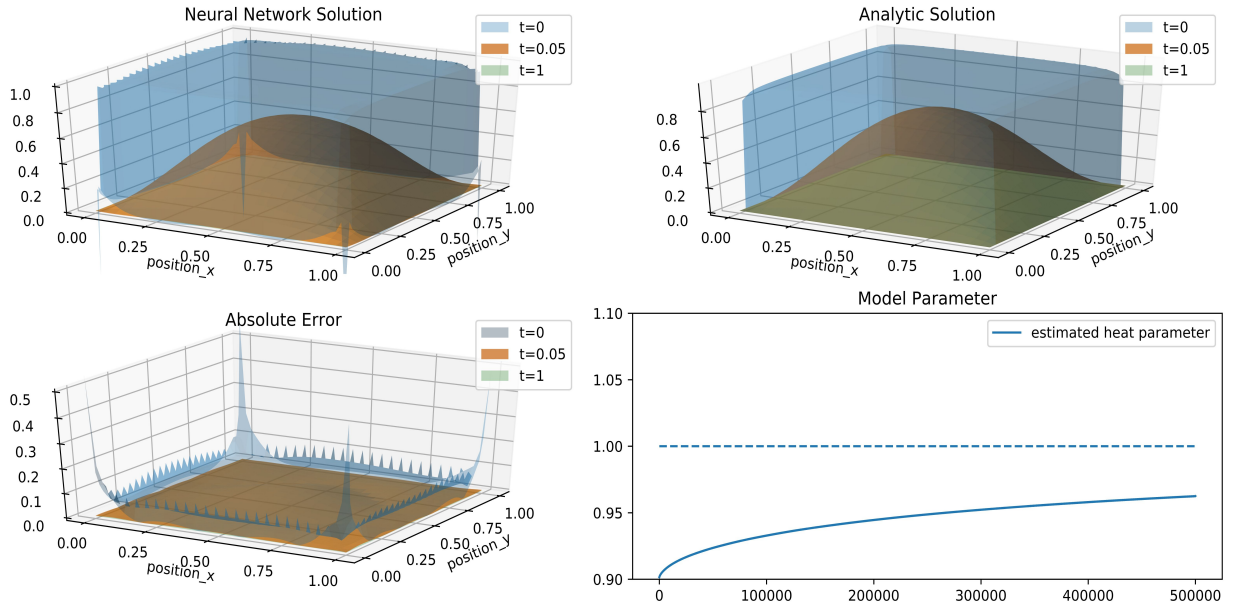 Neural Network Solution
t=0
t=0.05
t=1
1.0
0.8
0.6
0.4
0.2
0.0
0.00
0.25
0.50
0.75
1.00
position_x
0.00
0.25
0.50
0.75
1.00
position_y
Analytic Solution
t=0
t=0.05
t=1
0.8
0.6
0.4
0.2
0.0
0.00
0.25
0.50
0.75
1.00
position_x
0.00
0.25
0.50
0.75
1.00
position_y
Absolute Error
t=0
t=0.05
t=1
0.5
0.4
0.3
0.2
0.1
0.0
0.00
0.25
0.50
0.75
1.00
position_x
0.00
0.25
0.50
0.75
1.00
position_y
Model Parameter
estimated heat parameter
1.10
1.05
1.00
0.95
0.90
0
100000
200000
300000
400000
500000